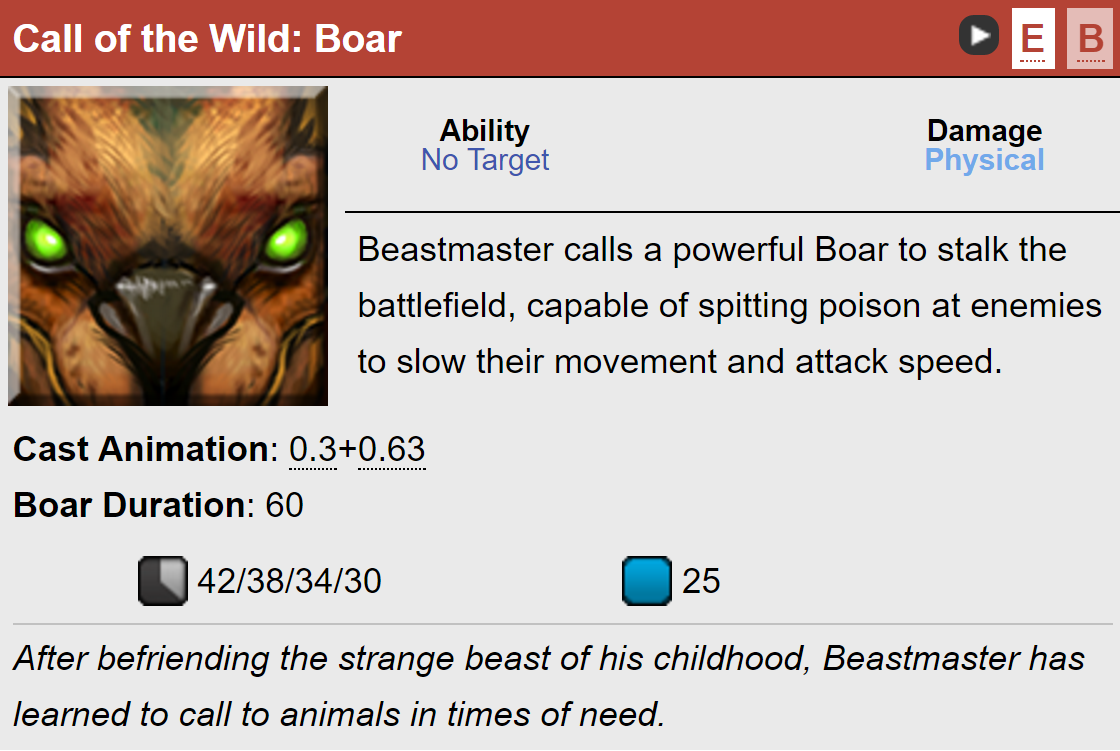 Call of the Wild: Boar
E
B
Ability
No Target
Damage
Physical
Beastmaster calls a powerful Boar to stalk the
battlefield, capable of spitting poison at enemies
to slow their movement and attack speed.
Cast Animation: 0.3+0.63
Boar Duration: 60
42/38/34/30
25
After befriending the strange beast of his childhood, Beastmaster has
learned to call to animals in times of need.